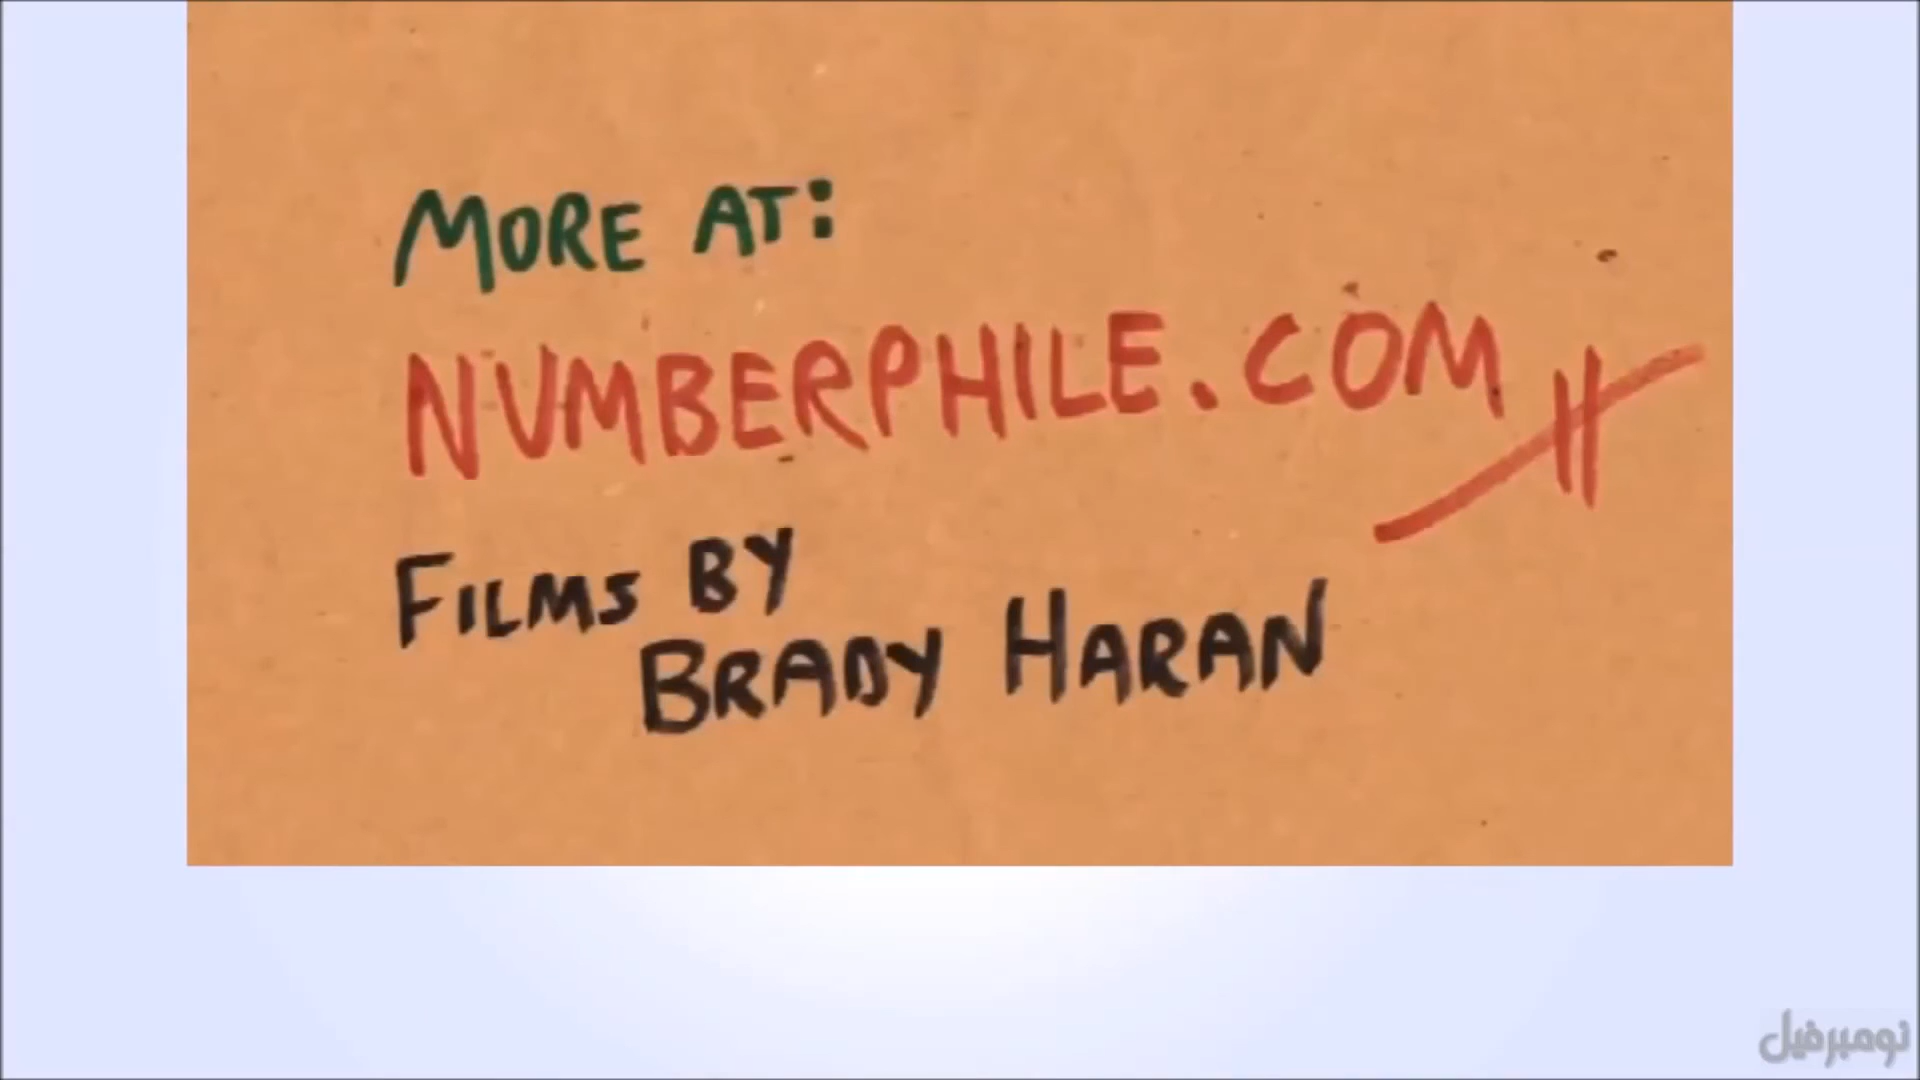 MORE AT:
NUMBERPHILE.COM
FILMS BY
BRADY HARAN
نومبرفيل